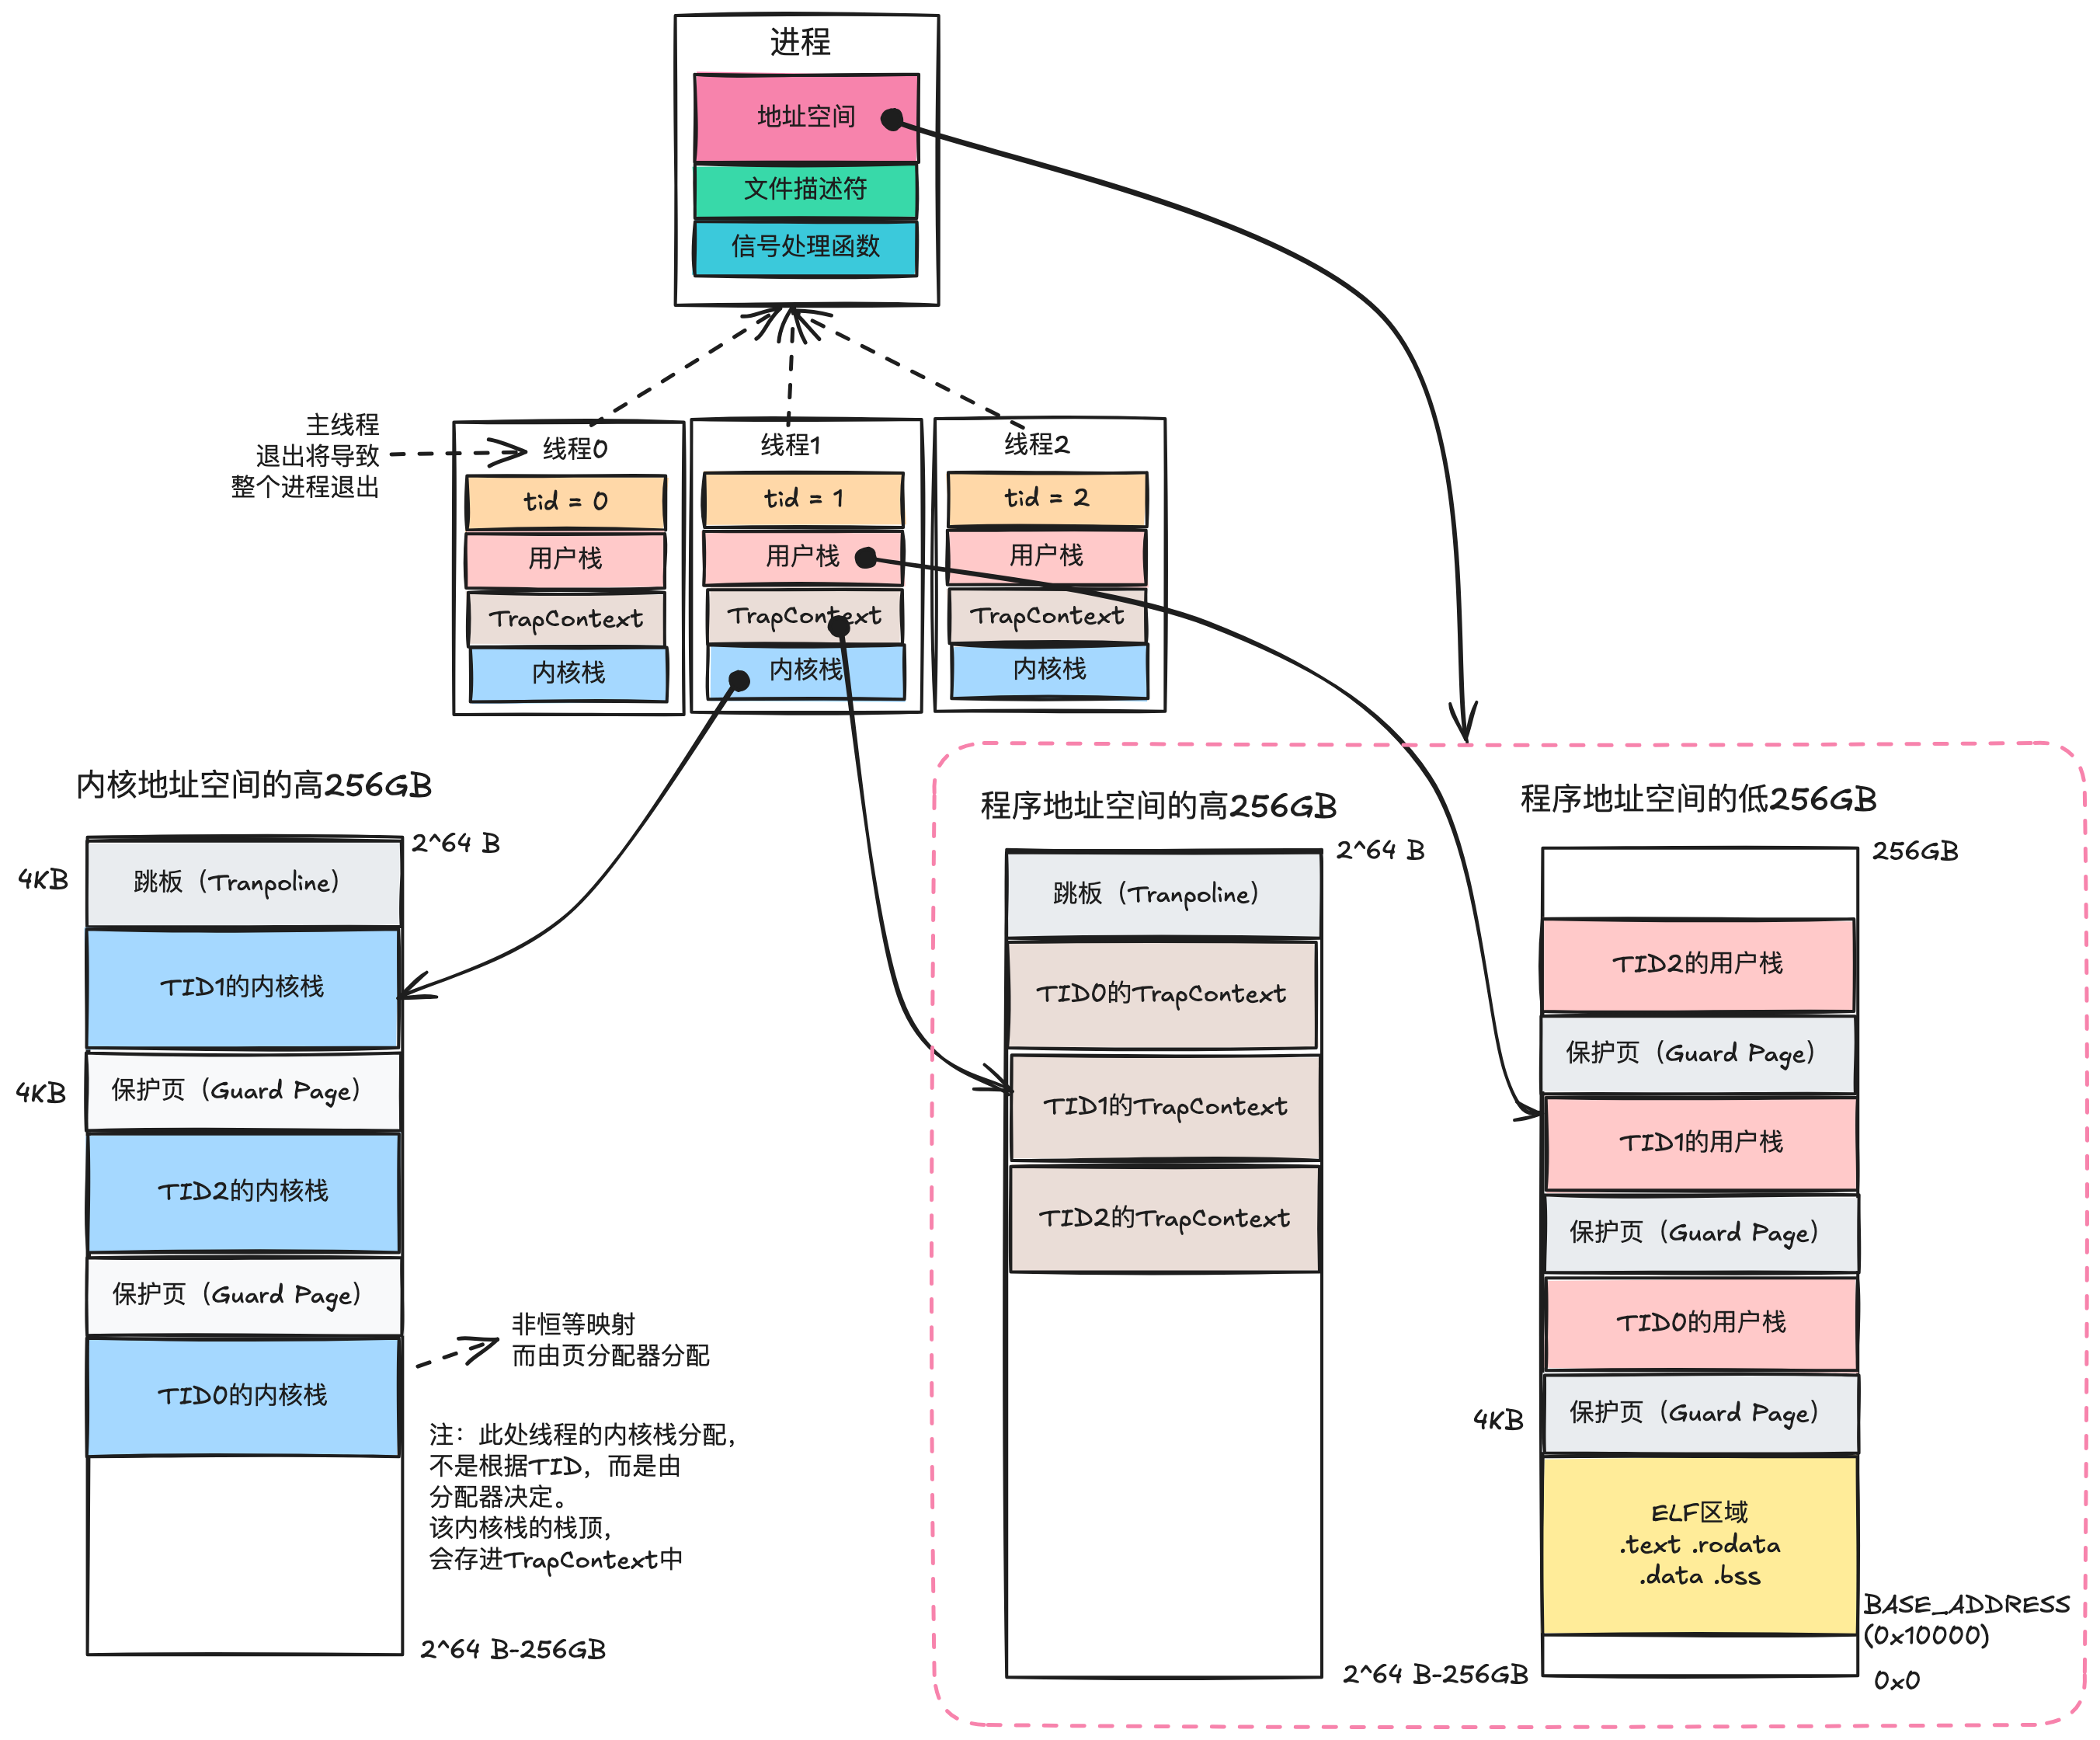 进程
地址空间
文件描述符
信号处理函数
主线程
退出将导致
整个进程退出
线程0
tid = 0
用户栈
TrapContext
内核栈
线程1
tid = 1
用户栈
TrapContext
内核栈
线程2
tid = 2
用户栈
TrapContext
内核栈
内核地址空间的高256GB
2^64 B
4KB
跳板（Tranpoline）
TID1的内核栈
4KB
保护页（Guard Page）
TID2的内核栈
保护页（Guard Page）
TID0的内核栈
非恒等映射
而由页分配器分配
注：此处线程的内核栈分配，
不是根据TID，而是由
分配器决定。
该内核栈的栈顶，
会存进TrapContext中
2^64 B-256GB
程序地址空间的高256GB
2^64 B
跳板（Tranpoline）
TID0的TrapContext
TID1的TrapContext
TID2的TrapContext
2^64 B-256GB
程序地址空间的低256GB
256GB
TID2的用户栈
保护页（Guard Page）
TID1的用户栈
保护页（Guard Page）
TID0的用户栈
4KB
保护页（Guard Page）
ELF区域
.text .rodata
.data .bss
BASE_ADDRESS
(0x10000)
0x0